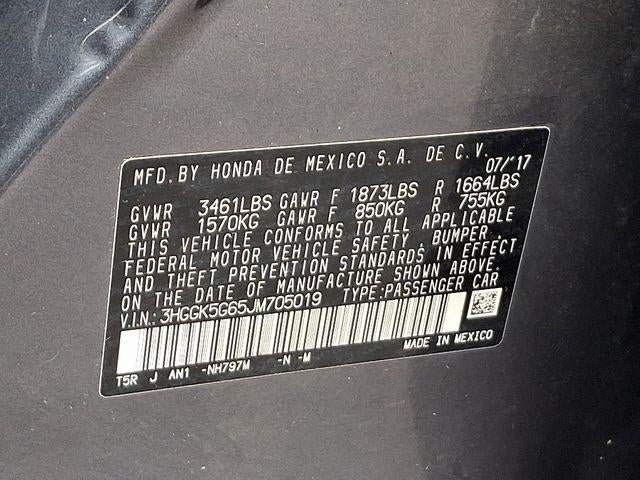 MFD. BY HONDA DE MEXICO S.A. DE C.V. 07/'17
GVWR 3461LBS GAWR F 1873LBS R 1664LBS
GVWR 1570KG GAWR F 850KG R 755KG
THIS VEHICLE CONFORMS TO ALL APPLICABLE
FEDERAL MOTOR VEHICLE SAFETY, BUMPER,
AND THEFT PREVENTION STANDARDS IN EFFECT
ON THE DATE OF MANUFACTURE SHOWN ABOVE.
V.I.N.: 3HGGK5G65JM705019 TYPE:PASSENGER CAR
T5R J AN1 -NH797M -N -M MADE IN MEXICO